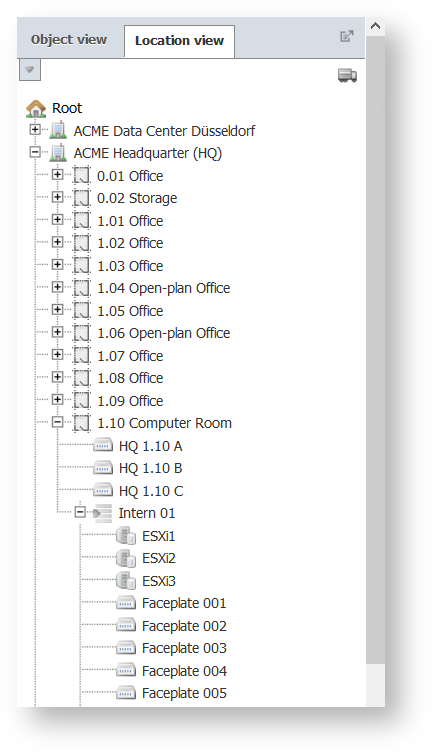 Object view Location view
Root
ACME Data Center Düsseldorf
ACME Headquarter (HQ)
0.01 Office
0.02 Storage
1.01 Office
1.02 Office
1.03 Office
1.04 Open-plan Office
1.05 Office
1.06 Open-plan Office
1.07 Office
1.08 Office
1.09 Office
1.10 Computer Room
HQ 1.10 A
HQ 1.10 B
HQ 1.10 C
Intern 01
ESXi1
ESXi2
ESXi3
Faceplate 001
Faceplate 002
Faceplate 003
Faceplate 004
Faceplate 005